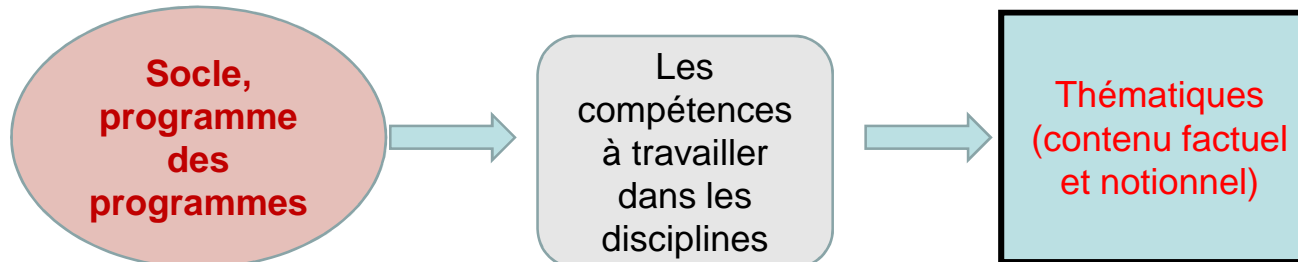 Socle,
programme
des
programmes
Les
compétences
à travailler
dans les
disciplines
Thématiques
(contenu factuel
et notionnel)